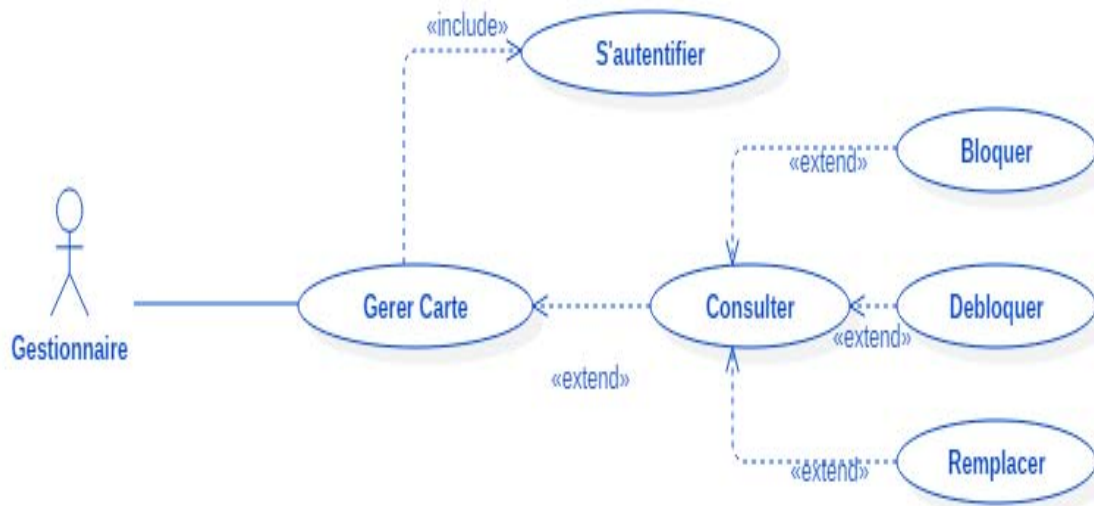 «include»
S'autentifier
Bloquer
«extend»
Gestionnaire
Gerer Carte
Consulter
Debloquer
«extend»
«extend»
Remplacer
«extend»